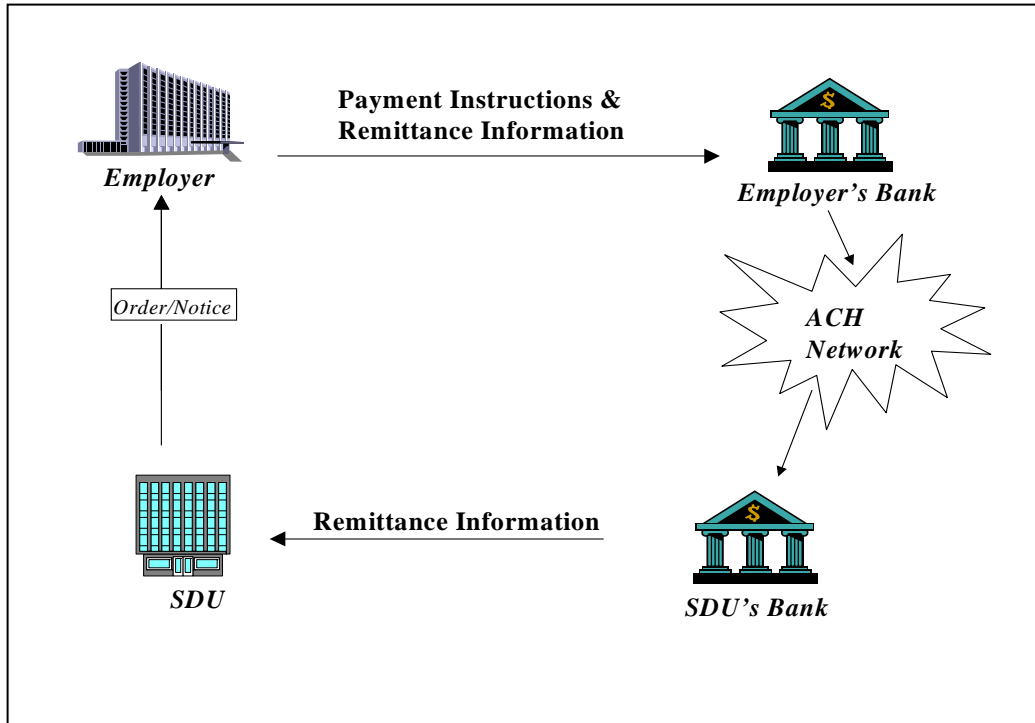 Payment Instructions &
Remittance Information
$
Employer
Employer's Bank
Order/Notice
ACH
Network
Remittance Information
$
SDU
SDU's Bank